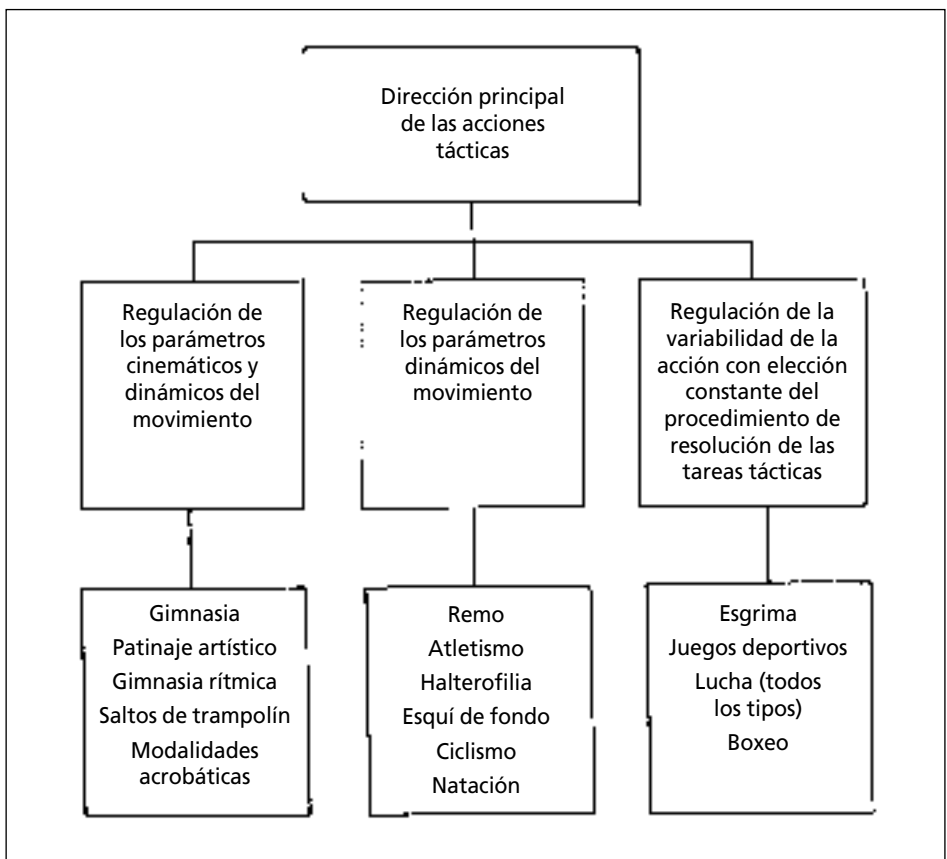 Dirección principal
de las acciones
tácticas
Regulación de
los parámetros
cinemáticos y
dinámicos del
movimiento
Regulación de
los parámetros
dinámicos del
movimiento
Regulación de la
variabilidad de la
acción con elección
constante del
procedimiento de
resolución de las
tareas tácticas
Gimnasia
Patinaje artístico
Gimnasia rítmica
Saltos de trampolín
Modalidades
acrobáticas
Remo
Atletismo
Halterofilia
Esquí de fondo
Ciclismo
Natación
Esgrima
Juegos deportivos
Lucha (todos
los tipos)
Boxeo